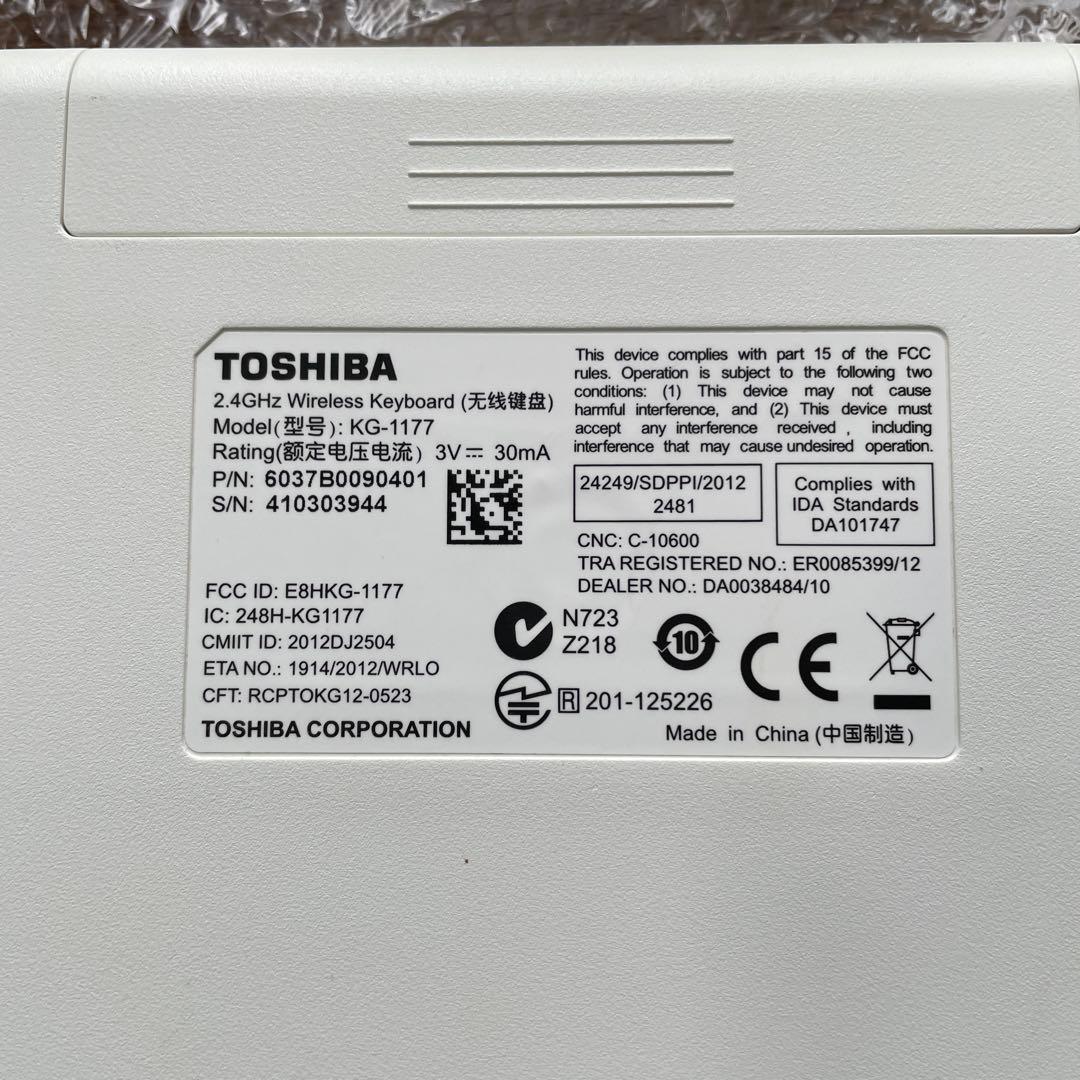 TOSHIBA
2.4GHz Wireless Keyboard (无线键盘)
Model(型号): KG-1177
Rating(额定电压电流) 3V⎓ 30mA
P/N: 6037B0090401
S/N: 410303944
FCC ID: E8HKG-1177
IC: 248H-KG1177
CMIIT ID: 2012DJ2504
ETA NO.: 1914/2012/WRLO
CFT: RCPTOKG12-0523
TOSHIBA CORPORATION
This device complies with part 15 of the FCC
rules. Operation is subject to the following two
conditions: (1) This device may not cause
harmful interference, and (2) This device must
accept any interference received , including
interference that may cause undesired operation.
24249/SDPPI/2012
2481
Complies with
IDA Standards
DA101747
CNC: C-10600
TRA REGISTERED NO.: ER0085399/12
DEALER NO.: DA0038484/10
N723
Z218
10
CE
R 201-125226
Made in China (中国制造)